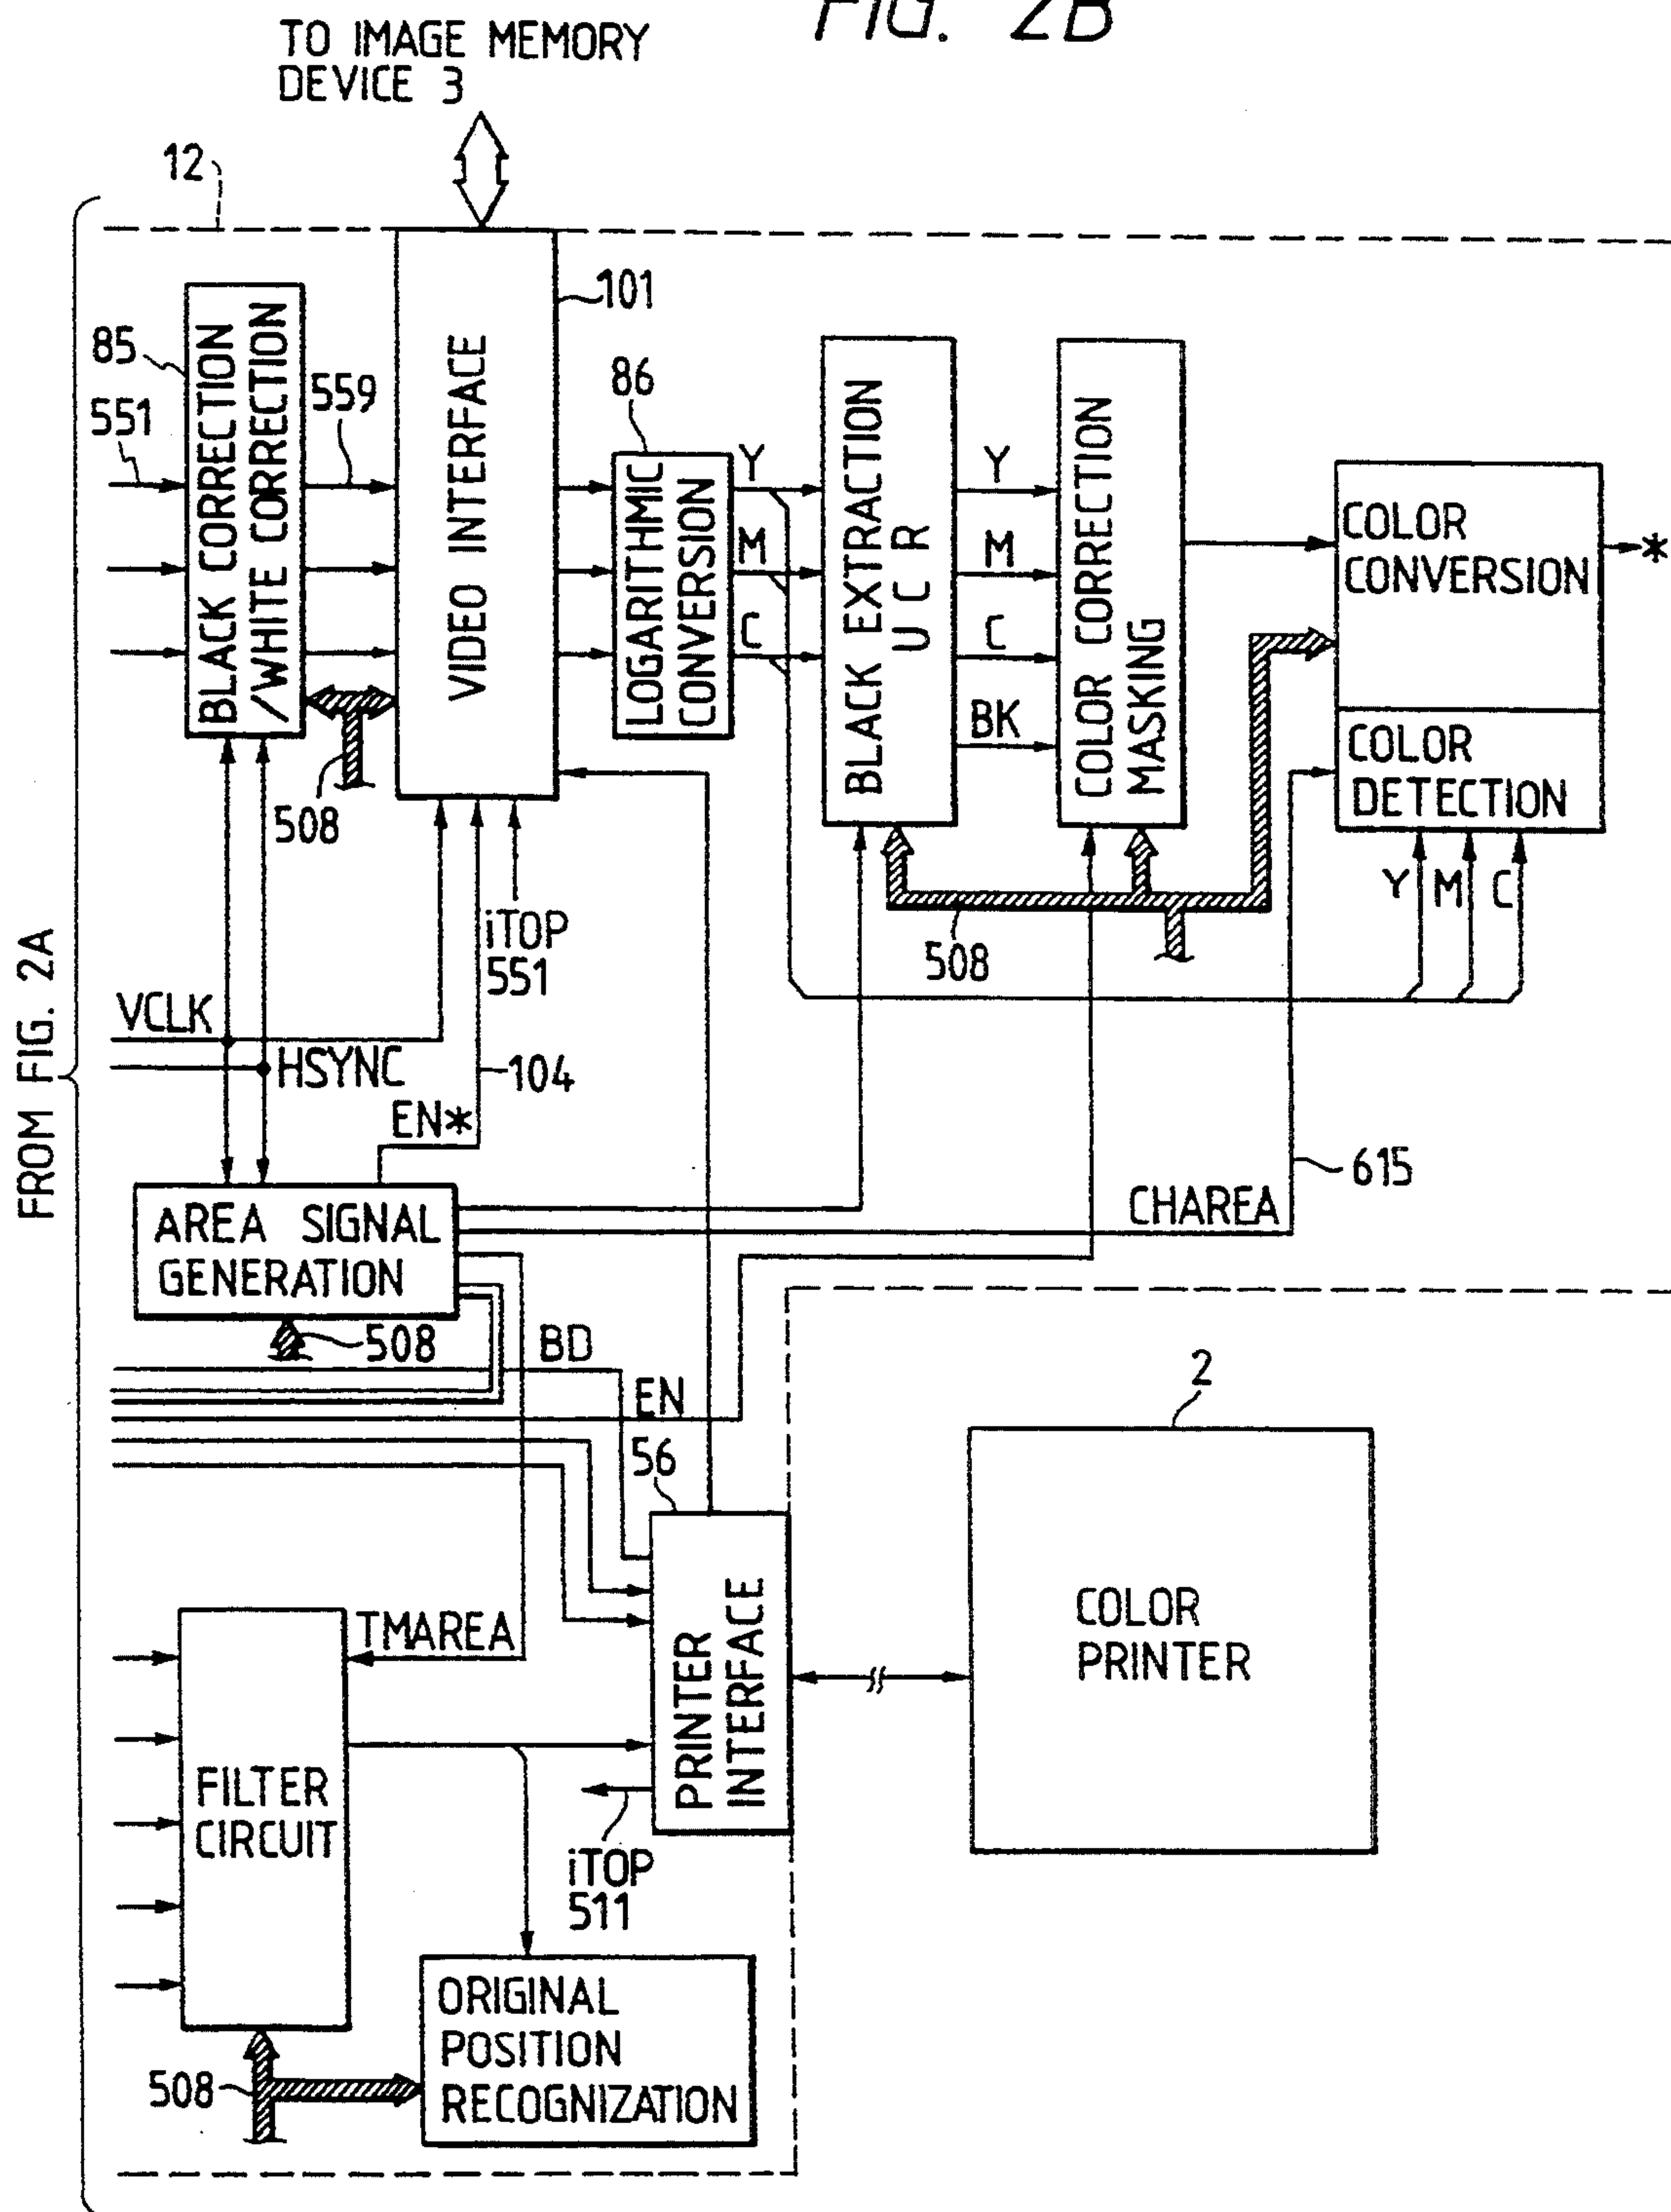 FIG. 2B
TO IMAGE MEMORY
DEVICE 3
12
101
85
551
BLACK CORRECTION
/WHITE CORRECTION
559
VIDEO INTERFACE
86
LOGARITHMIC
CONVERSION
Y
M
C
BLACK EXTRACTION
UCR
Y
M
C
BK
COLOR CORRECTION
MASKING
COLOR
CONVERSION
*
COLOR
DETECTION
508
iTOP
551
508
Y M C
FROM FIG. 2A
VCLK
HSYNC
104
EN*
615
AREA SIGNAL
GENERATION
CHAREA
508
BD
EN
2
56
TMAREA
PRINTER
INTERFACE
COLOR
PRINTER
FILTER
CIRCUIT
iTOP
511
ORIGINAL
POSITION
RECOGNIZATION
508